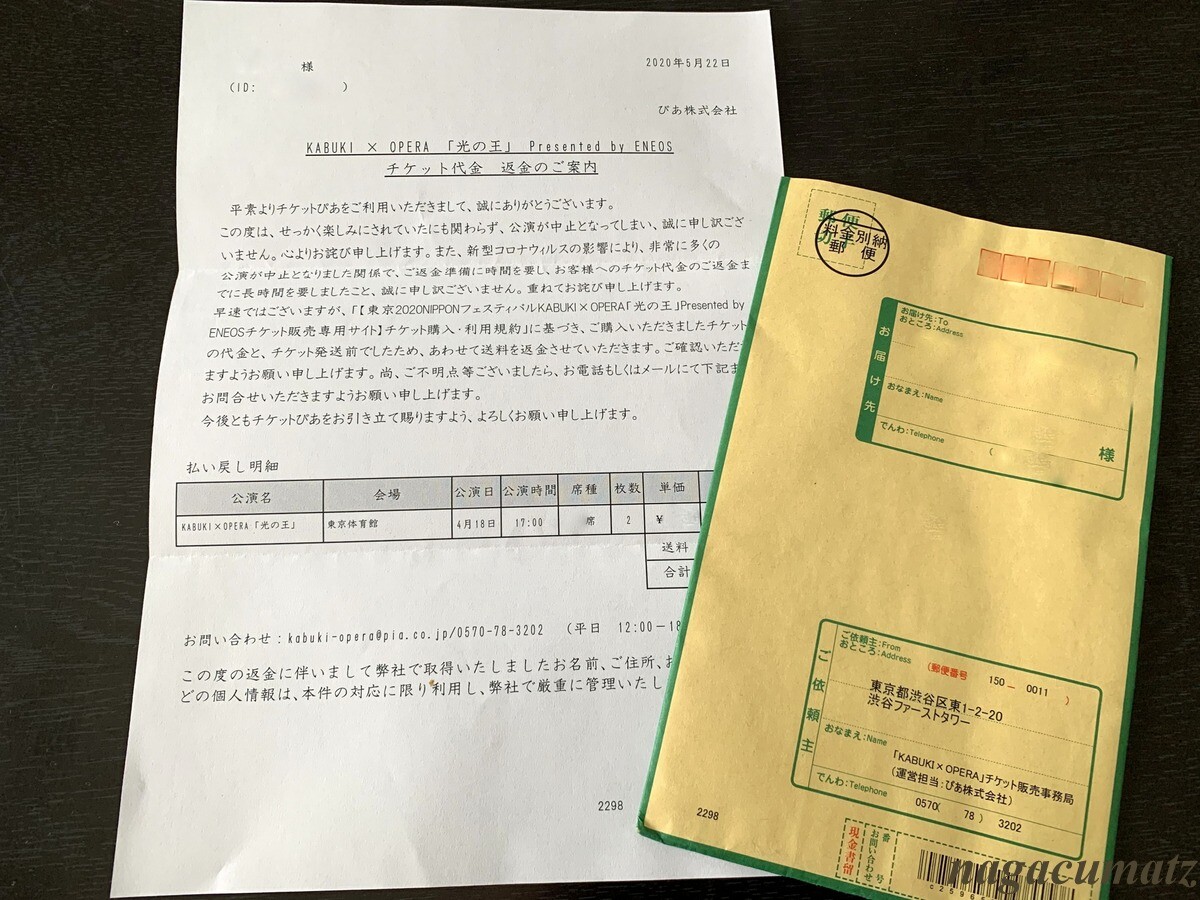 様
2020年5月22日
(ID:                )
ぴあ株式会社
KABUKI × OPERA 「光の王」 Presented by ENEOS
チケット代金 返金のご案内
平素よりチケットぴあをご利用いただきまして、誠にありがとうございます。
この度は、せっかく楽しみにされていたにも関わらず、公演が中止となってしまい、誠に申し訳ござ
いません。心よりお詫び申し上げます。また、新型コロナウィルスの影響により、非常に多くの
公演が中止となりました関係で、ご返金準備に時間を要し、お客様へのチケット代金のご返金ま
でに長時間を要しましたこと、誠に申し訳ございません。重ねてお詫び申し上げます。
早速ではございますが、「【東京2020NIPPONフェスティバルKABUKI×OPERA「光の王」Presented by
ENEOSチケット販売専用サイト】チケット購入・利用規約」に基づき、ご購入いただきましたチケット
の代金と、チケット発送前でしたため、あわせて送料を返金させていただきます。ご確認いただ
ますようお願い申し上げます。尚、ご不明点等ございましたら、お電話もしくはメールにて下記ま
お問合せいただきますようお願い申し上げます。
今後ともチケットぴあをお引き立て賜りますよう、よろしくお願い申し上げます。
払い戻し明細
公演名 会場 公演日 公演時間 席種 枚数 単価
KABUKI×OPERA「光の王」 東京体育館 4月18日 17:00 席 2 ¥
送料
合計
お問い合わせ：kabuki-opera@pia.co.jp/0570-78-3202 （平日 12:00－18
この度の返金に伴いまして弊社で取得いたしましたお名前、ご住所、お
どの個人情報は、本件の対応に限り利用し、弊社で厳重に管理いたし
2298
郵便
料金別納
郵便
お届け先
お届け先:To
おところ:Address
おなまえ:Name
でんわ:Telephone
(
様
ご依頼主
ご依頼主:From
おところ:Address
(郵便番号 150 － 0011 )
東京都渋谷区東1-2-20
渋谷ファーストタワー
おなまえ:Name
「KABUKI×OPERA」チケット販売事務局
（運営担当：ぴあ株式会社）
でんわ:Telephone 0570( 78 ) 3202
2298
現金書留
お問い合わせ
番号
nagacumatz